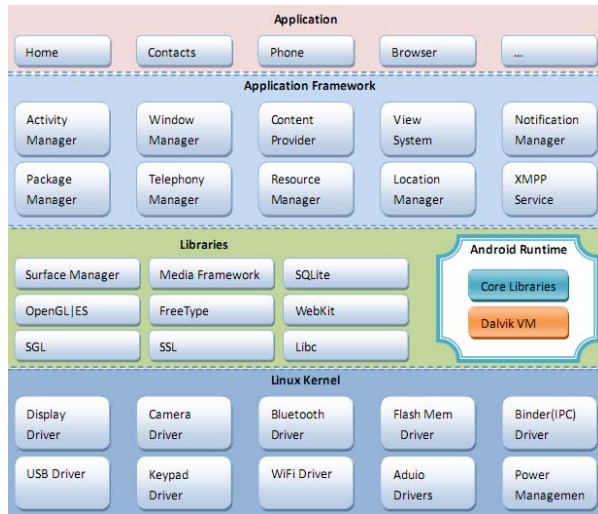 Application
Home
Contacts
Phone
Browser
...
Application Framework
Activity
Manager
Window
Manager
Content
Provider
View
System
Notification
Manager
Package
Manager
Telephony
Manager
Resource
Manager
Location
Manager
XMPP
Service
Libraries
Surface Manager
Media Framework
SQLite
OpenGL|ES
FreeType
WebKit
SGL
SSL
Libc
Android Runtime
Core Libraries
Dalvik VM
Linux Kernel
Display
Driver
Camera
Driver
Bluetooth
Driver
Flash Mem
Driver
Binder(IPC)
Driver
USB Driver
Keypad
Driver
WiFi Driver
Aduio
Drivers
Power
Managemen